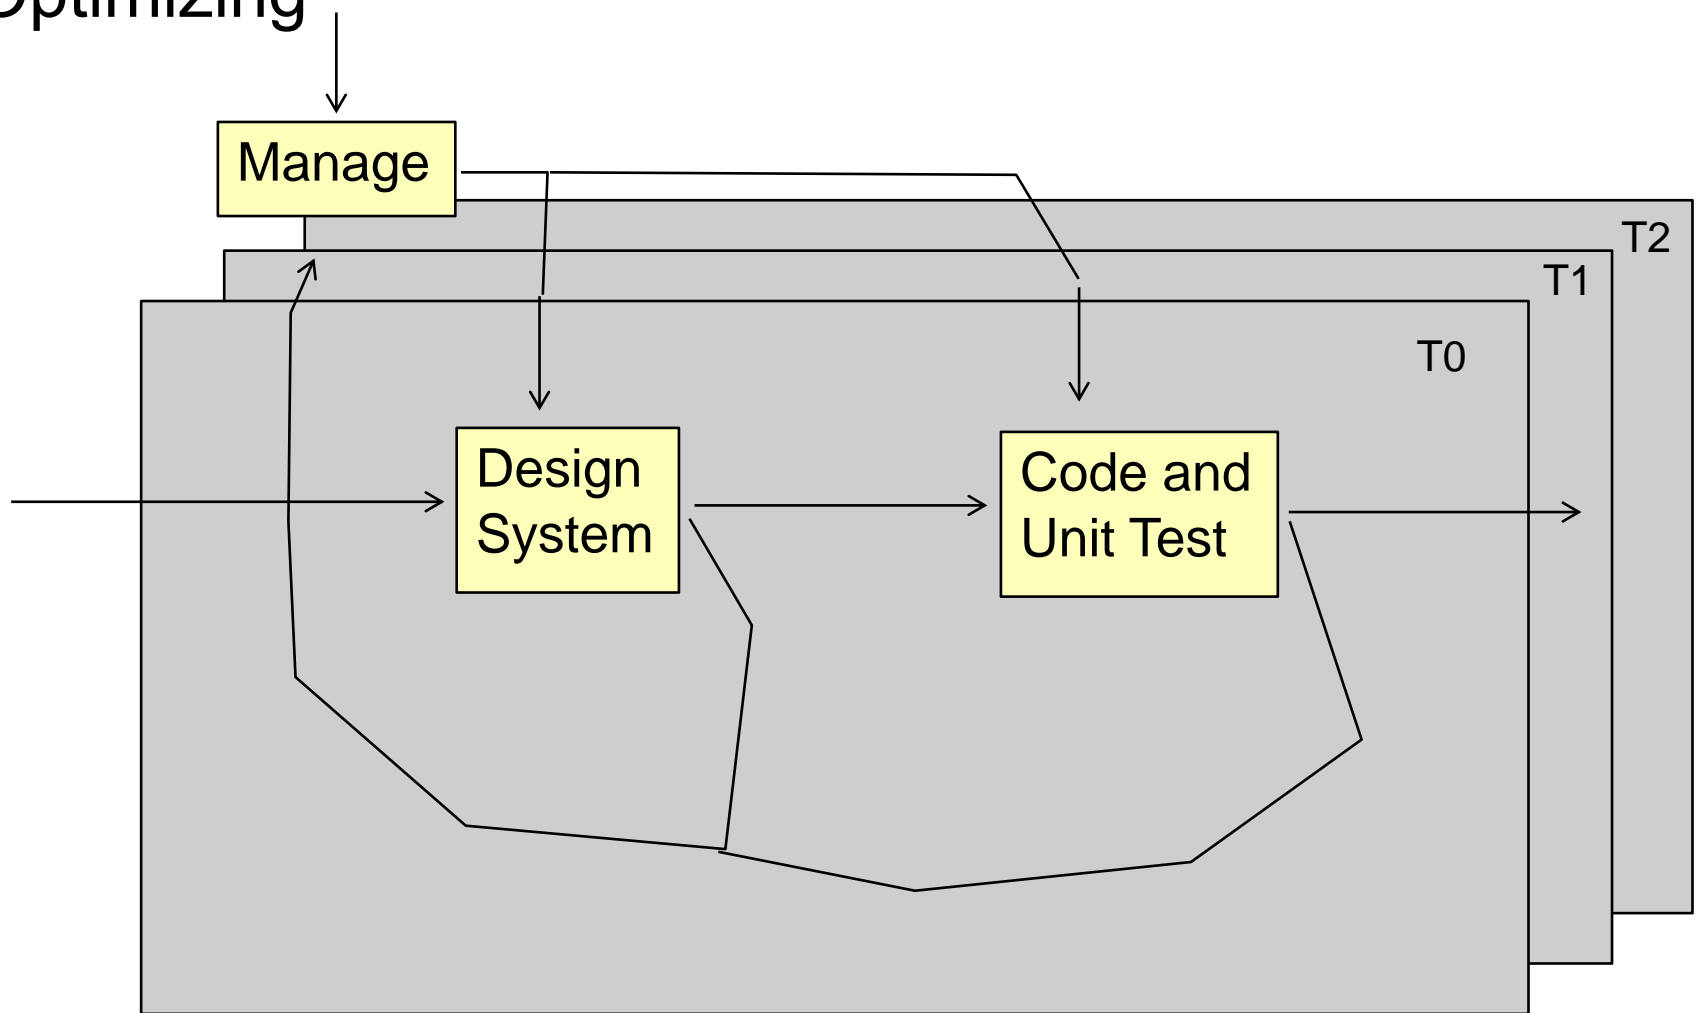 Optimizing
Manage
T2
T1
T0
Design
System
Code and
Unit Test